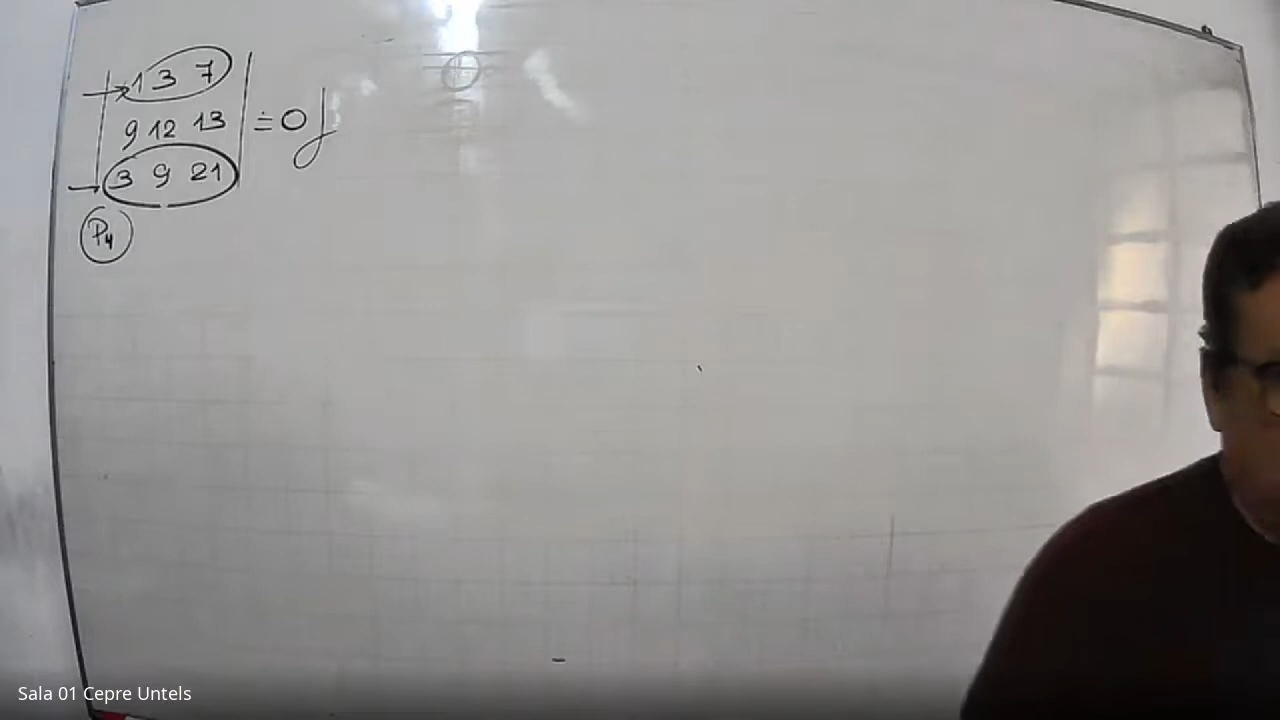 1 3 7
9 12 13 = 0
3 9 21
P4
Sala 01 Cepre Untels